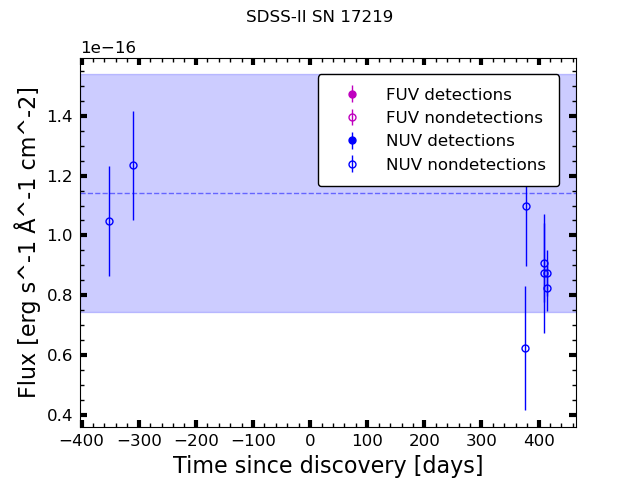 SDSS-II SN 17219
1e−16
FUV detections
FUV nondetections
NUV detections
NUV nondetections
1.4
1.2
1.0
0.8
0.6
0.4
Flux [erg s^-1 Å^-1 cm^-2]
−400 −300 −200 −100 0 100 200 300 400
Time since discovery [days]